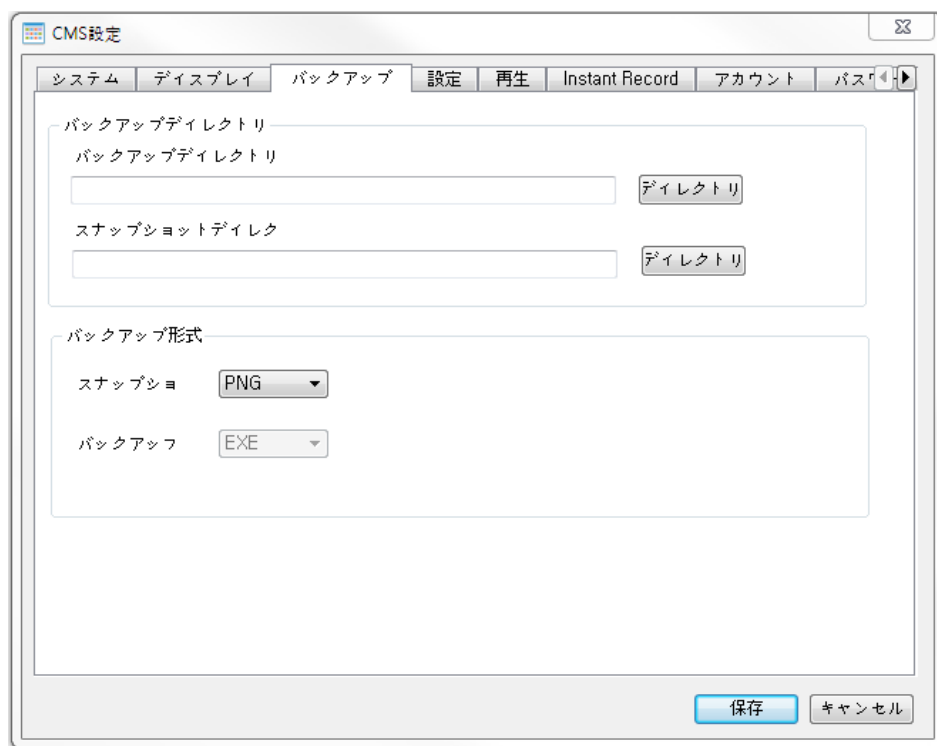 CMS設定
システム ディスプレイ バックアップ 設定 再生 Instant Record アカウント パスワ
バックアップディレクトリ
バックアップディレクトリ
ディレクトリ
スナップショットディレク
ディレクトリ
バックアップ形式
スナップショ PNG
バックアッフ EXE
保存 キャンセル